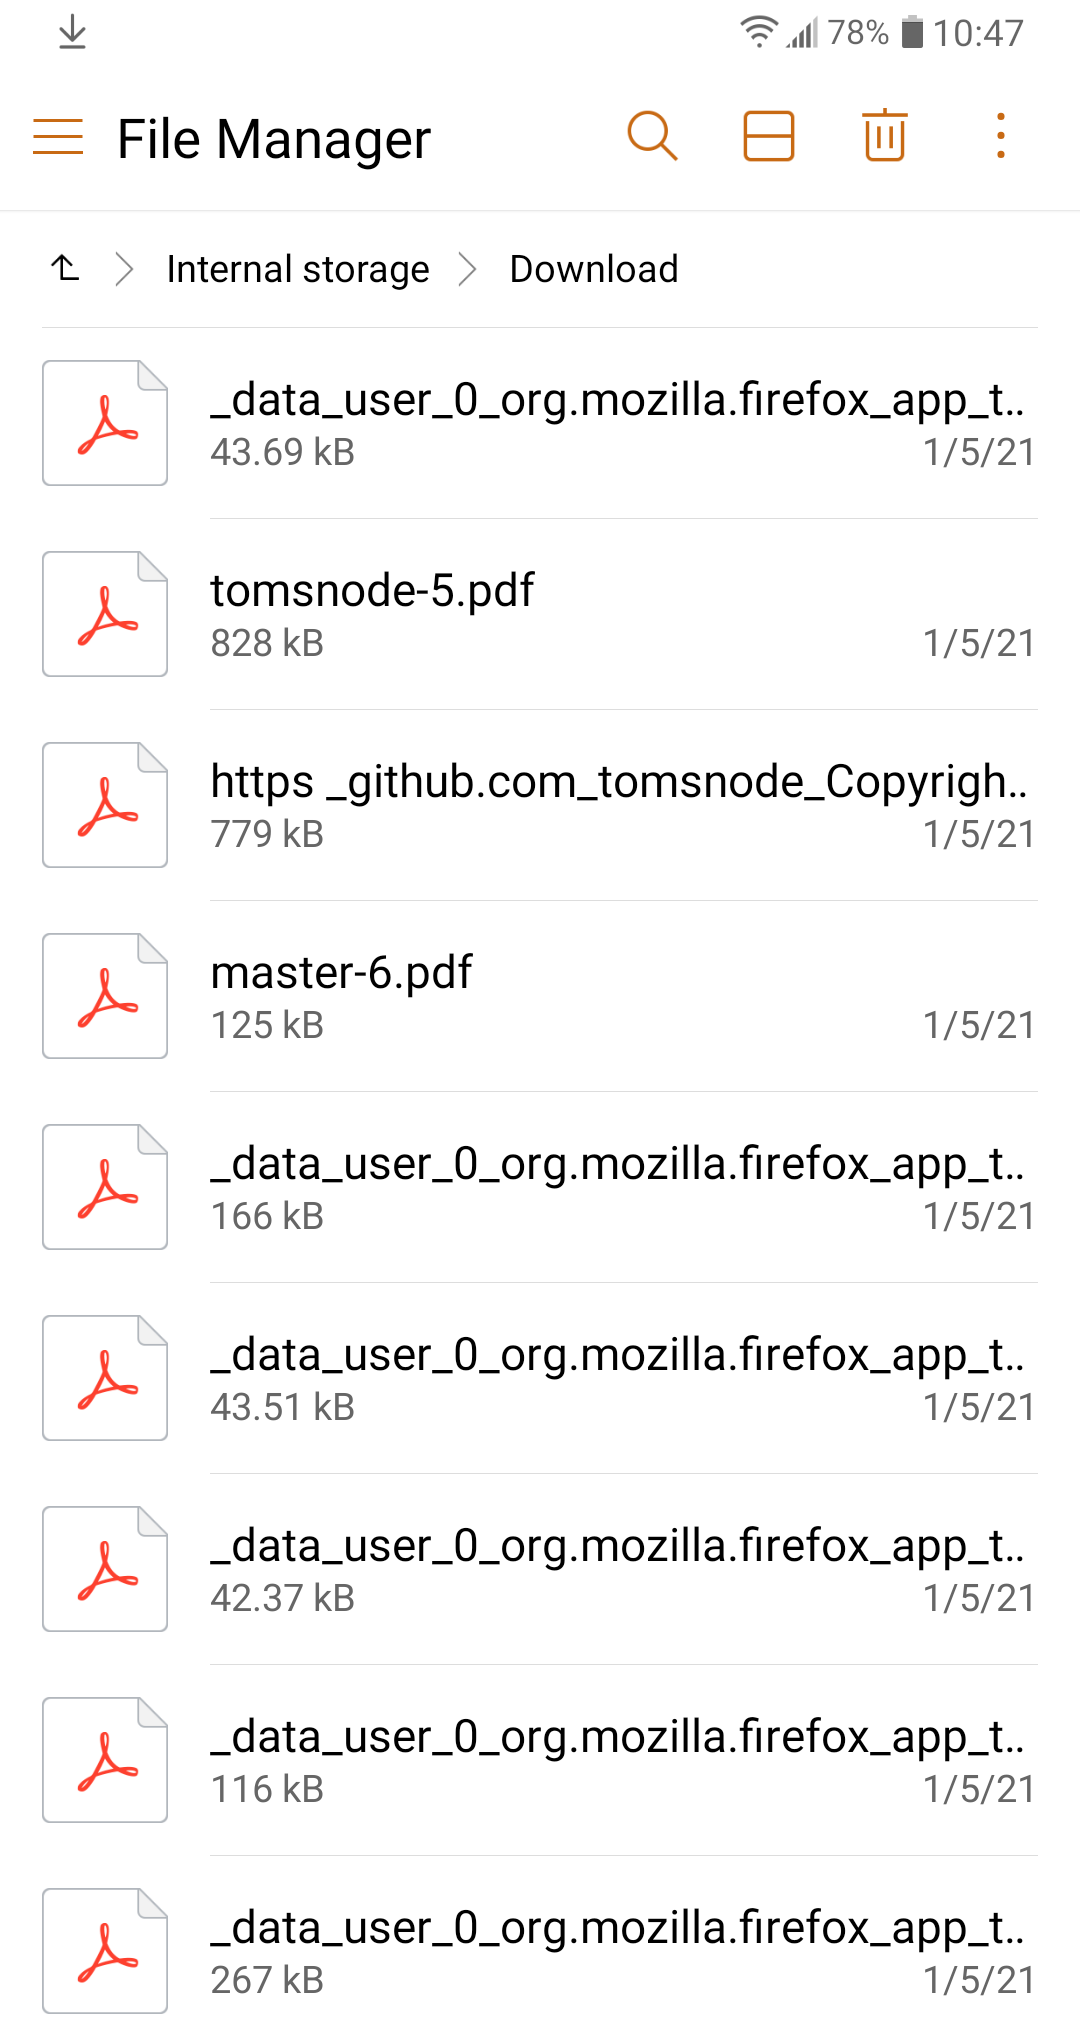 78% 10:47
File Manager
Internal storage Download
_data_user_0_org.mozilla.firefox_app_t..
43.69 kB 1/5/21
tomsnode-5.pdf
828 kB 1/5/21
https _github.com_tomsnode_Copyrigh..
779 kB 1/5/21
master-6.pdf
125 kB 1/5/21
_data_user_0_org.mozilla.firefox_app_t..
166 kB 1/5/21
_data_user_0_org.mozilla.firefox_app_t..
43.51 kB 1/5/21
_data_user_0_org.mozilla.firefox_app_t..
42.37 kB 1/5/21
_data_user_0_org.mozilla.firefox_app_t..
116 kB 1/5/21
_data_user_0_org.mozilla.firefox_app_t..
267 kB 1/5/21